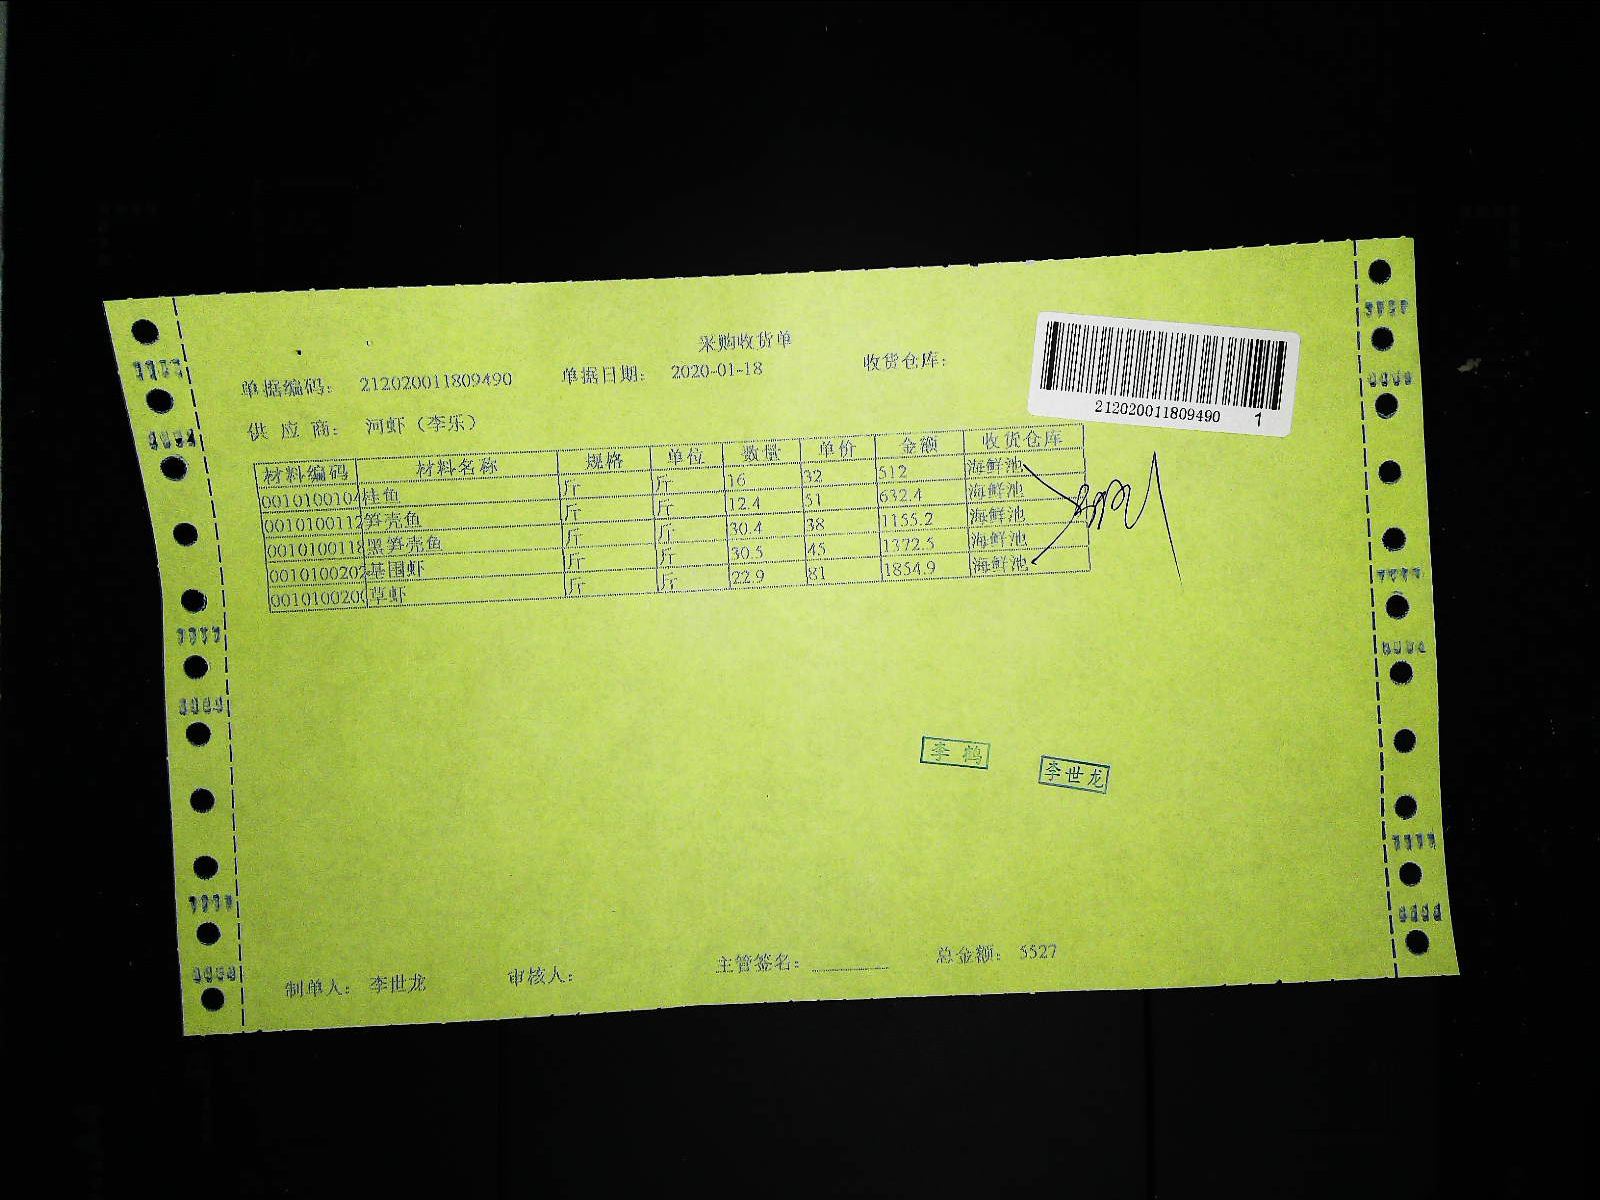 采购收货单
单据编码: 212020011809490 单据日期: 2020-01-18 收货仓库:
212020011809490 1
供 应 商: 河虾（李乐）
材料编码 材料名称 规格 单位 数量 单价 金额 收货仓库
0010100104 桂鱼 斤 斤 16 32 512 海鲜池
0010100112 笋壳鱼 斤 斤 12.4 51 632.4 海鲜池
0010100118 黑笋壳鱼 斤 斤 30.4 38 1155.2 海鲜池
001010020 基围虾 斤 斤 30.5 45 1372.5 海鲜池
001010020 草虾 斤 斤 22.9 81 1854.9 海鲜池
李鹤
李世龙
制单人: 李世龙 审核人: 主管签名: 总金额: 5527